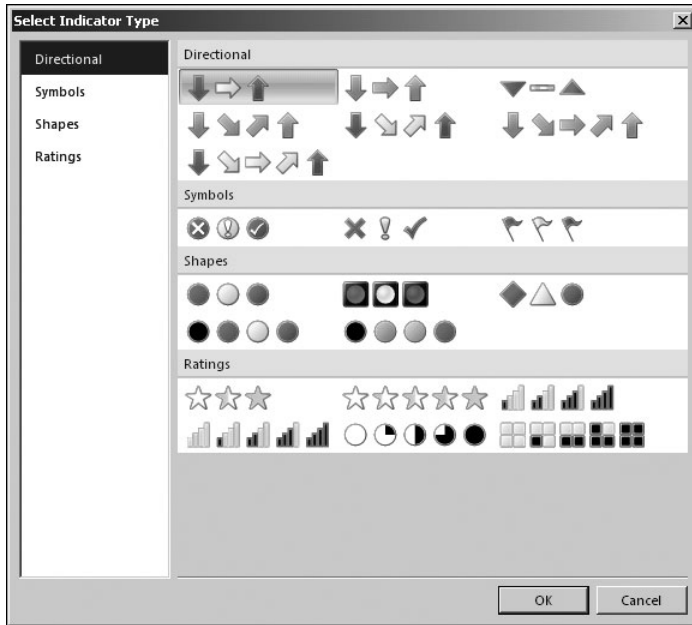 Select Indicator Type
Directional
Symbols
Shapes
Ratings
Directional
Symbols
Shapes
Ratings
OK
Cancel